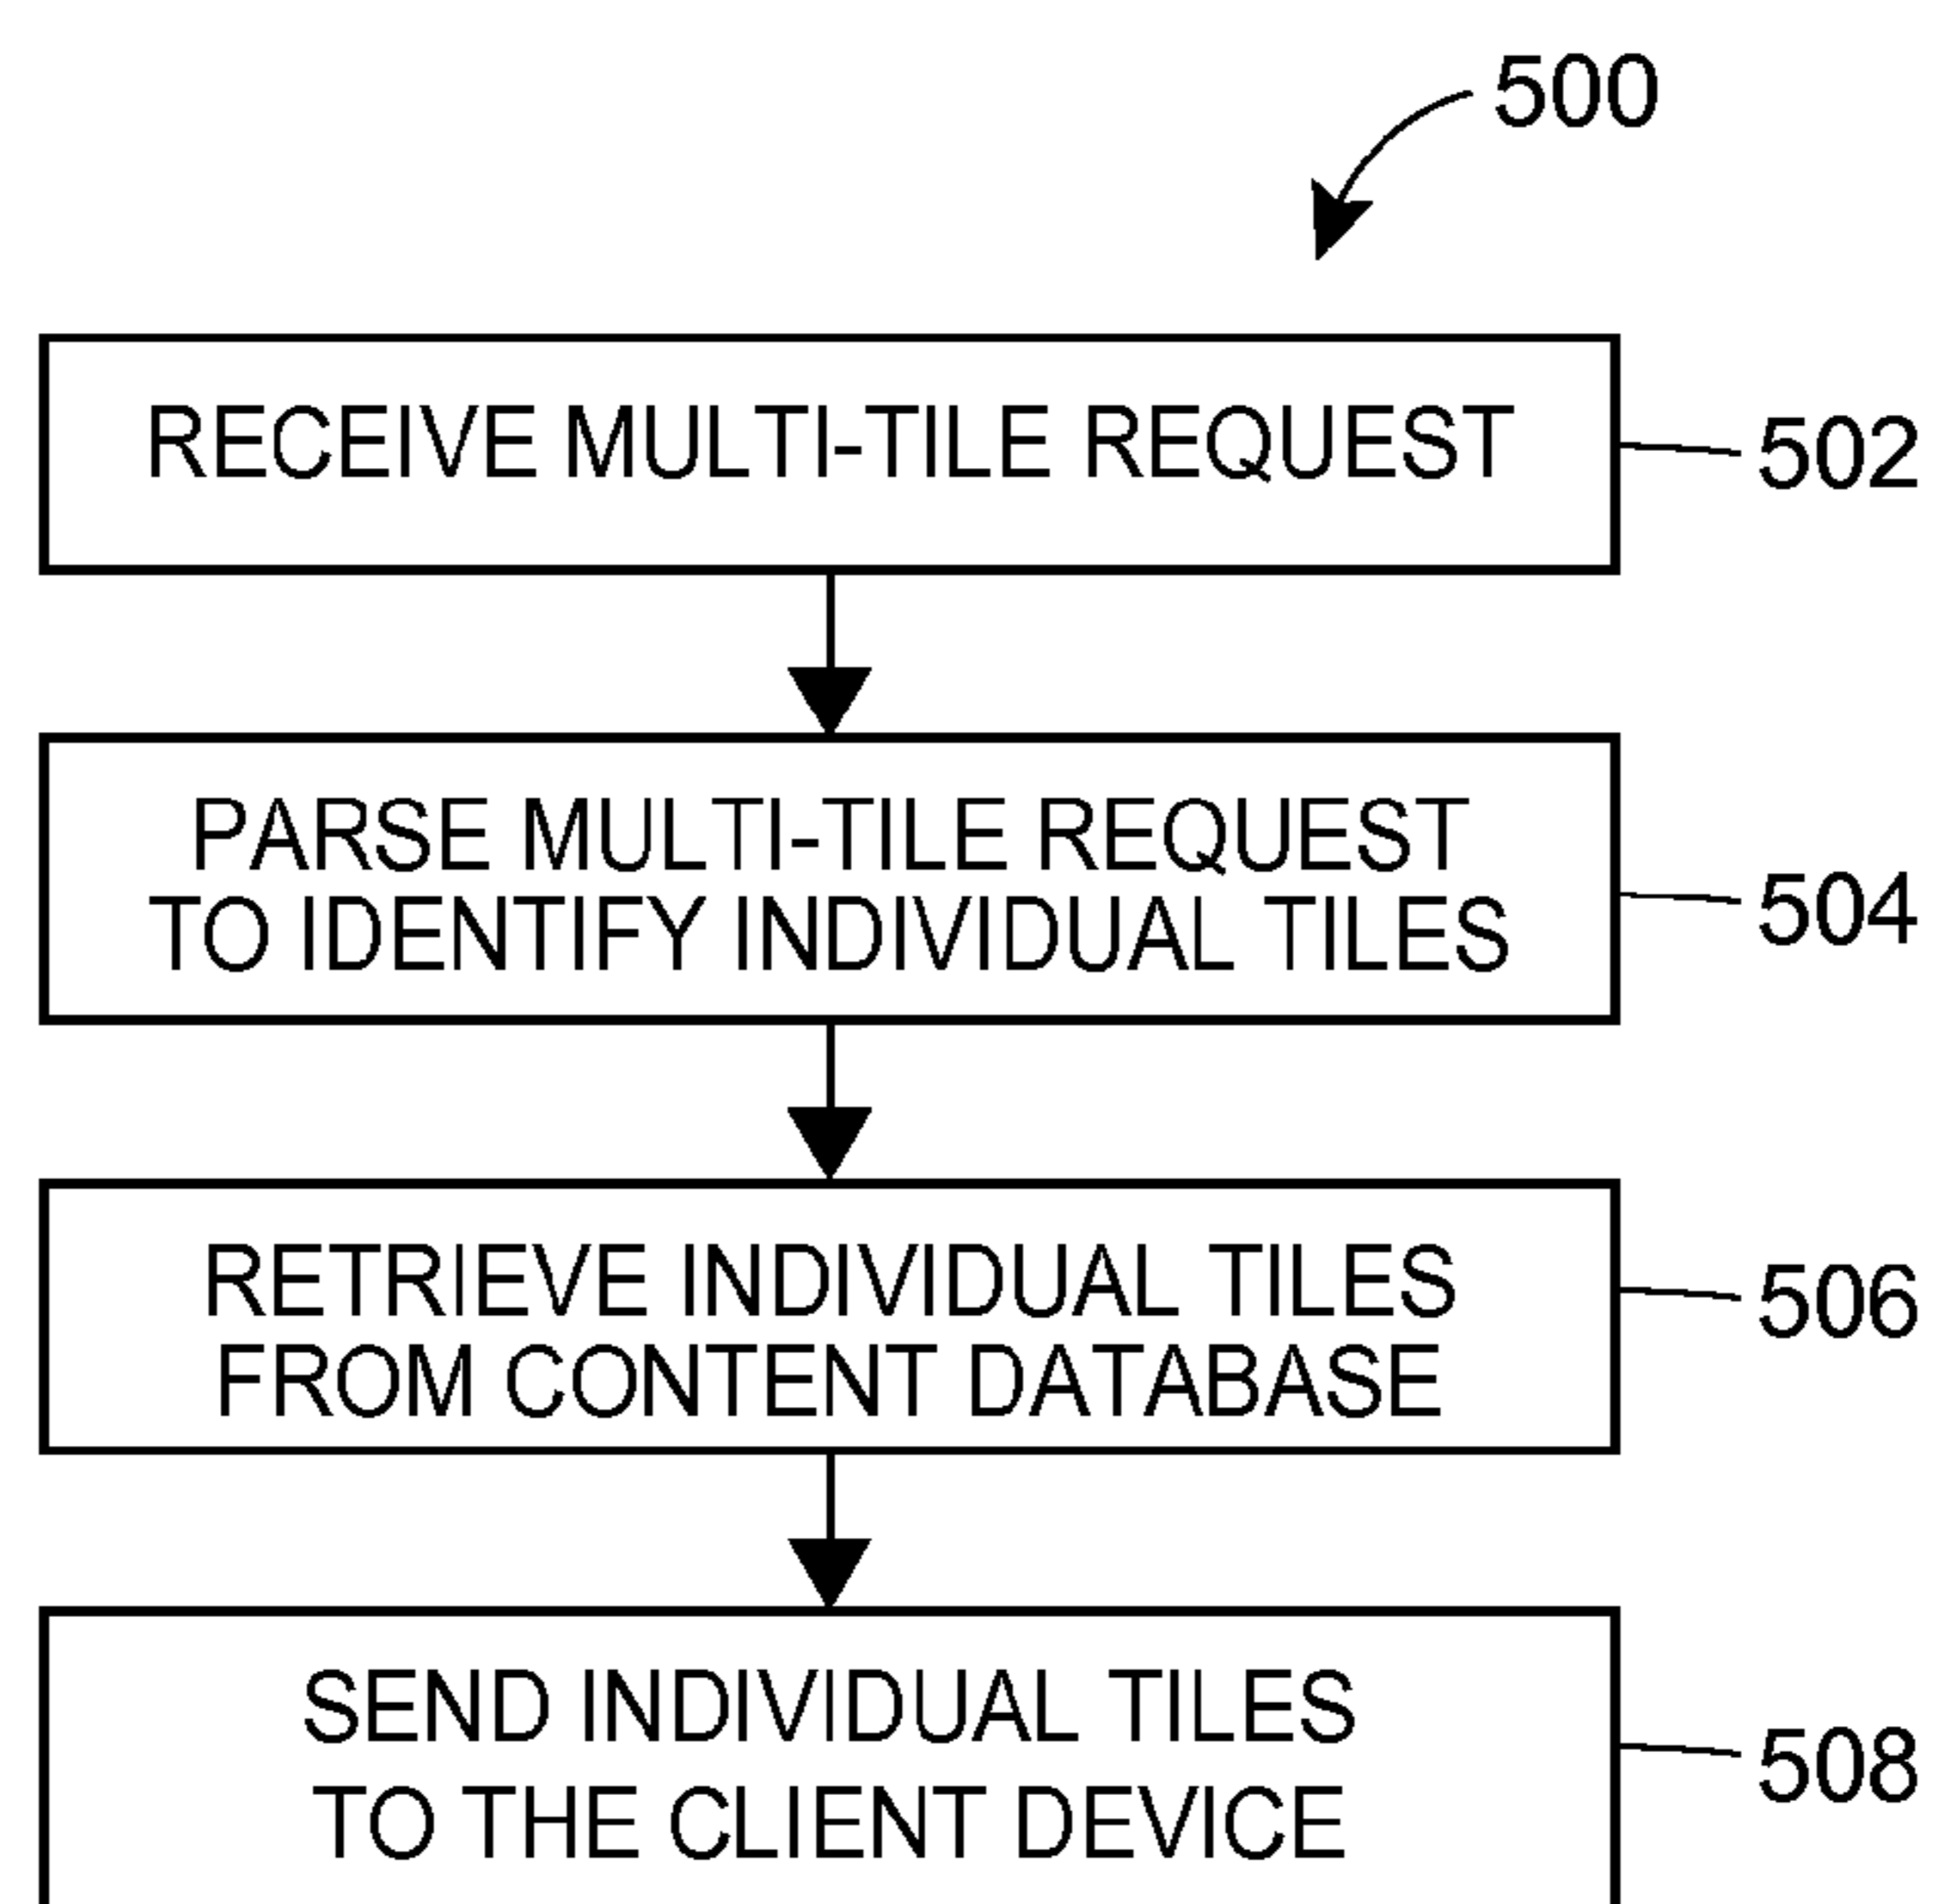 500
RECEIVE MULTI-TILE REQUEST
502
PARSE MULTI-TILE REQUEST
TO IDENTIFY INDIVIDUAL TILES
504
RETRIEVE INDIVIDUAL TILES
FROM CONTENT DATABASE
506
SEND INDIVIDUAL TILES
TO THE CLIENT DEVICE
508